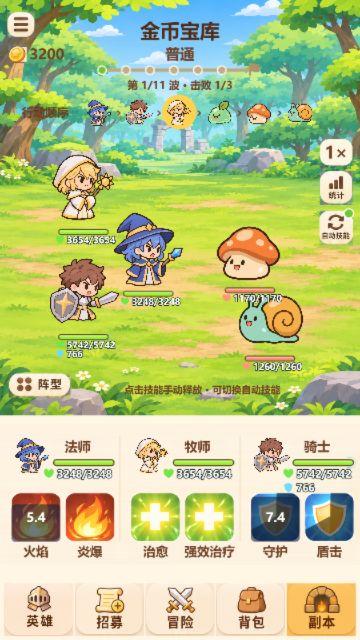 金币宝库
3200
普通
第 1/11 波 · 击败 1/3
行动顺序
1×
统计
自动技能
3654/3654
3248/3248
1170/1170
5742/5742
766
1260/1260
阵型
点击技能手动释放 · 可切换自动技能
法师
3248/3248
牧师
3654/3654
骑士
5742/5742
766
5.4
7.4
火焰
炎爆
治愈
强效治疗
守护
盾击
英雄
招募
冒险
背包
副本